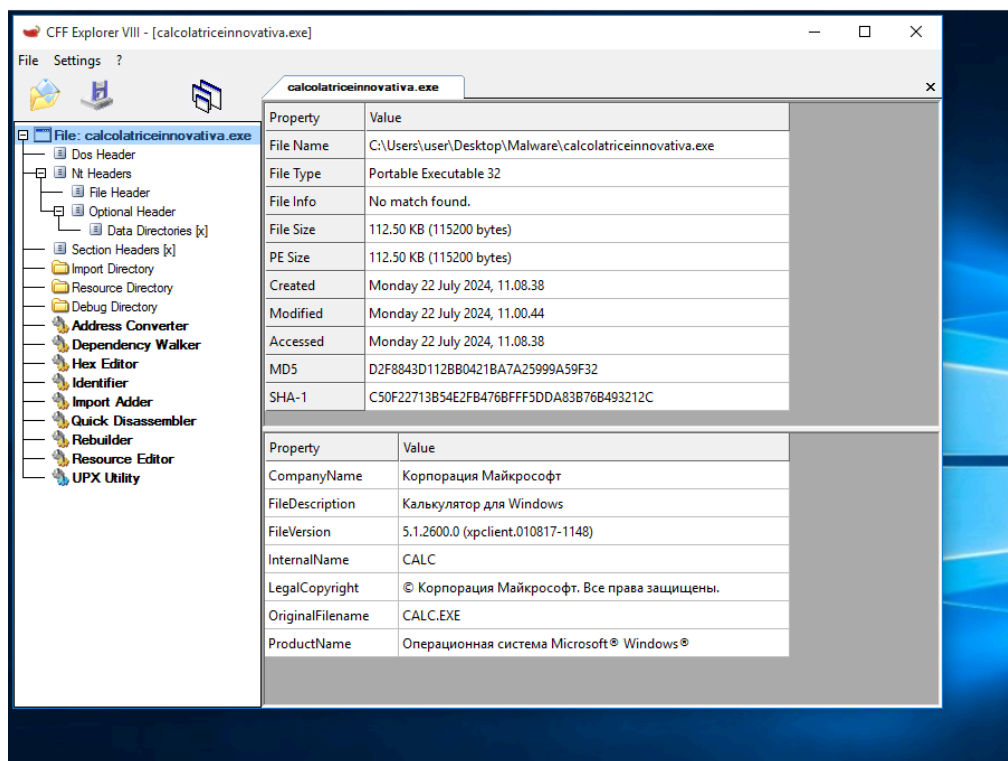 CFF Explorer VIII - [calcolatriceinnovativa.exe]
File Settings ?
calcolatriceinnovativa.exe
File: calcolatriceinnovativa.exe
Dos Header
Nt Headers
File Header
Optional Header
Data Directories [x]
Section Headers [x]
Import Directory
Resource Directory
Debug Directory
Address Converter
Dependency Walker
Hex Editor
Identifier
Import Adder
Quick Disassembler
Rebuilder
Resource Editor
UPX Utility
Property Value
File Name C:\Users\user\Desktop\Malware\calcolatriceinnovativa.exe
File Type Portable Executable 32
File Info No match found.
File Size 112.50 KB (115200 bytes)
PE Size 112.50 KB (115200 bytes)
Created Monday 22 July 2024, 11.08.38
Modified Monday 22 July 2024, 11.00.44
Accessed Monday 22 July 2024, 11.08.38
MD5 D2F8843D112BB0421BA7A25999A59F32
SHA-1 C50F22713B54E2FB476BFFF5DDA83B76B493212C
Property Value
CompanyName Корпорация Майкрософт
FileDescription Калькулятор для Windows
FileVersion 5.1.2600.0 (xpclient.010817-1148)
InternalName CALC
LegalCopyright © Корпорация Майкрософт. Все права защищены.
OriginalFilename CALC.EXE
ProductName Операционная система Microsoft® Windows®